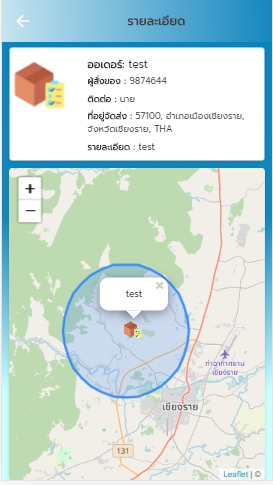 รายละเอียด
ออเดอร์: test
ผู้สั่งของ : 9874644
ติดต่อ : นาย
ที่อยู่จัดส่ง : 57100, อำเภอเมืองเชียงราย,
จังหวัดเชียงราย, THA
รายละเอียด : test
+
−
test
×
ท่าอากาศยาน
เชียงราย
เชียงราย
131
Leaflet | ©